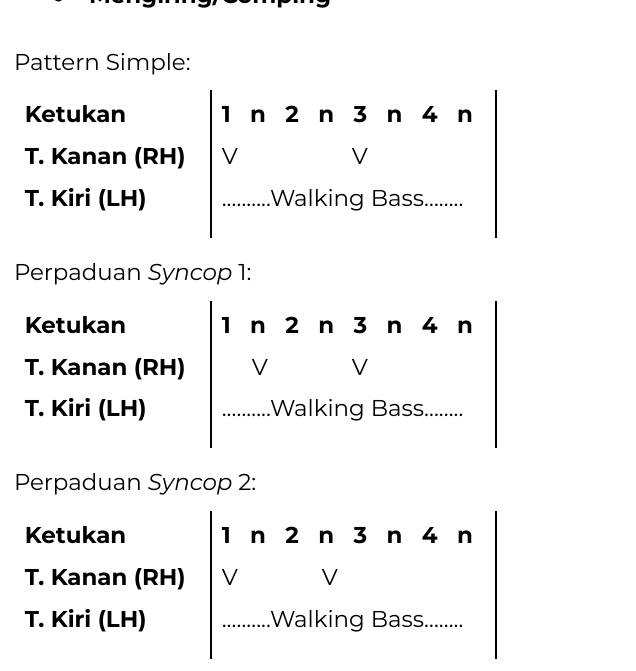 Pattern Simple:
Ketukan 1 n 2 n 3 n 4 n
T. Kanan (RH) V V
T. Kiri (LH) ..........Walking Bass........
Perpaduan Syncop 1:
Ketukan 1 n 2 n 3 n 4 n
T. Kanan (RH) V V
T. Kiri (LH) ..........Walking Bass........
Perpaduan Syncop 2:
Ketukan 1 n 2 n 3 n 4 n
T. Kanan (RH) V V
T. Kiri (LH) ..........Walking Bass........